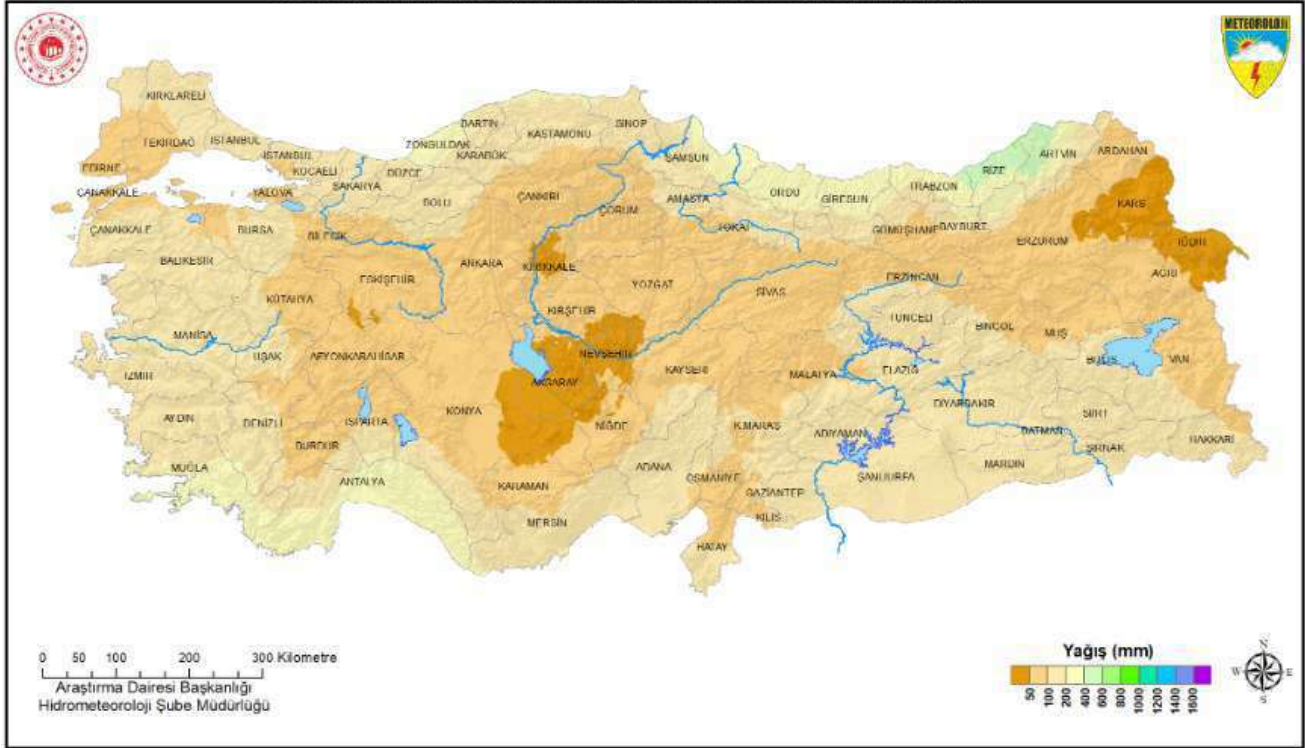 METEOROLOJİ
KIRKLARELİ
TEKİRDAĞ
İSTANBUL
EDİRNE
İSTANBUL
KOCAELİ
YALOVA
SAKARYA
DÜZCE
ZONGULDAK
BARTIN
KARABÜK
KASTAMONU
SİNOP
SAMSUN
ORDU
GİRESUN
TRABZON
RİZE
ARTVİN
ARDAHAN
KARS
IĞDIR
ÇANAKKALE
ÇANAKKALE
BALIKESİR
BURSA
BİLECİK
BOLU
ÇANKIRI
ÇORUM
AMASYA
TOKAT
GÜMÜŞHANE
BAYBURT
ERZURUM
AĞRI
ESKİŞEHİR
ANKARA
KIRIKKALE
YOZGAT
SİVAS
ERZİNCAN
TUNCELİ
BİNGÖL
MUŞ
KÜTAHYA
KIRŞEHİR
MANİSA
UŞAK
AFYONKARAHİSAR
NEVŞEHİR
AKSARAY
KAYSERİ
MALATYA
ELAZIĞ
BİTLİS
VAN
İZMİR
AYDIN
DENİZLİ
ISPARTA
KONYA
NİĞDE
K.MARAŞ
ADIYAMAN
DİYARBAKIR
BATMAN
SİİRT
ŞIRNAK
HAKKARİ
BURDUR
MUĞLA
ANTALYA
KARAMAN
ADANA
OSMANİYE
GAZİANTEP
ŞANLIURFA
MARDİN
MERSİN
KİLİS
HATAY
0 50 100 200 300 Kilometre
Araştırma Dairesi Başkanlığı
Hidrometeoroloji Şube Müdürlüğü
Yağış (mm)
50 100 200 400 600 800 1000 1200 1400 1600
N
W E
S